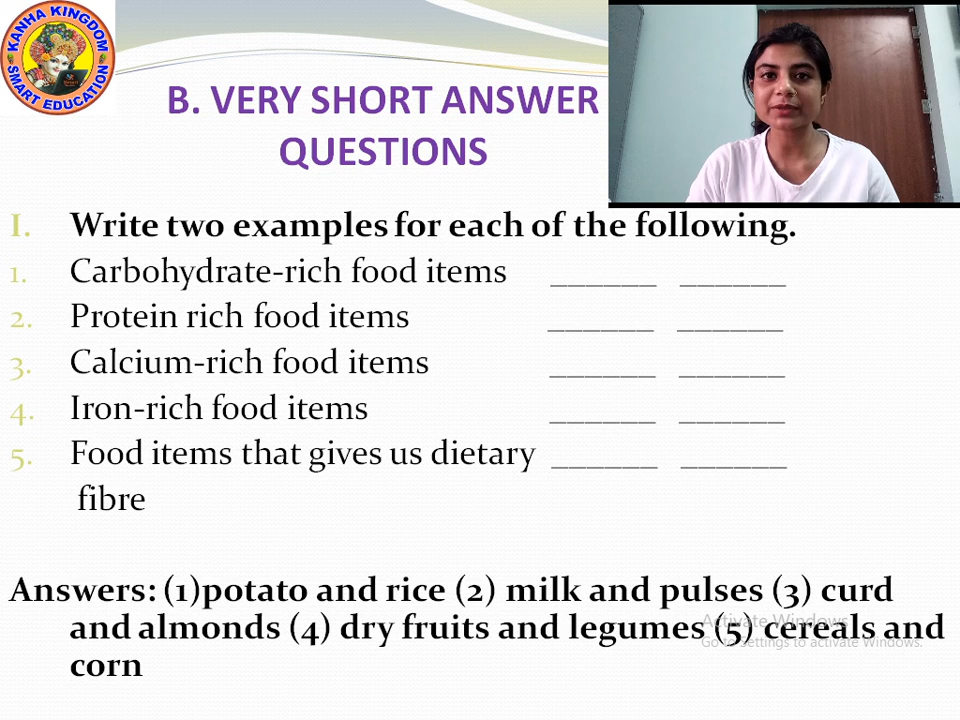 KANHA KINGDOM
SMART EDUCATION
B. VERY SHORT ANSWER
QUESTIONS
I. Write two examples for each of the following.
1. Carbohydrate-rich food items ______ ______
2. Protein rich food items ______ ______
3. Calcium-rich food items ______ ______
4. Iron-rich food items ______ ______
5. Food items that gives us dietary ______ ______
fibre
Answers: (1)potato and rice (2) milk and pulses (3) curd
and almonds (4) dry fruits and legumes (5) cereals and
corn
Activate Windows
Go to Settings to activate Windows.